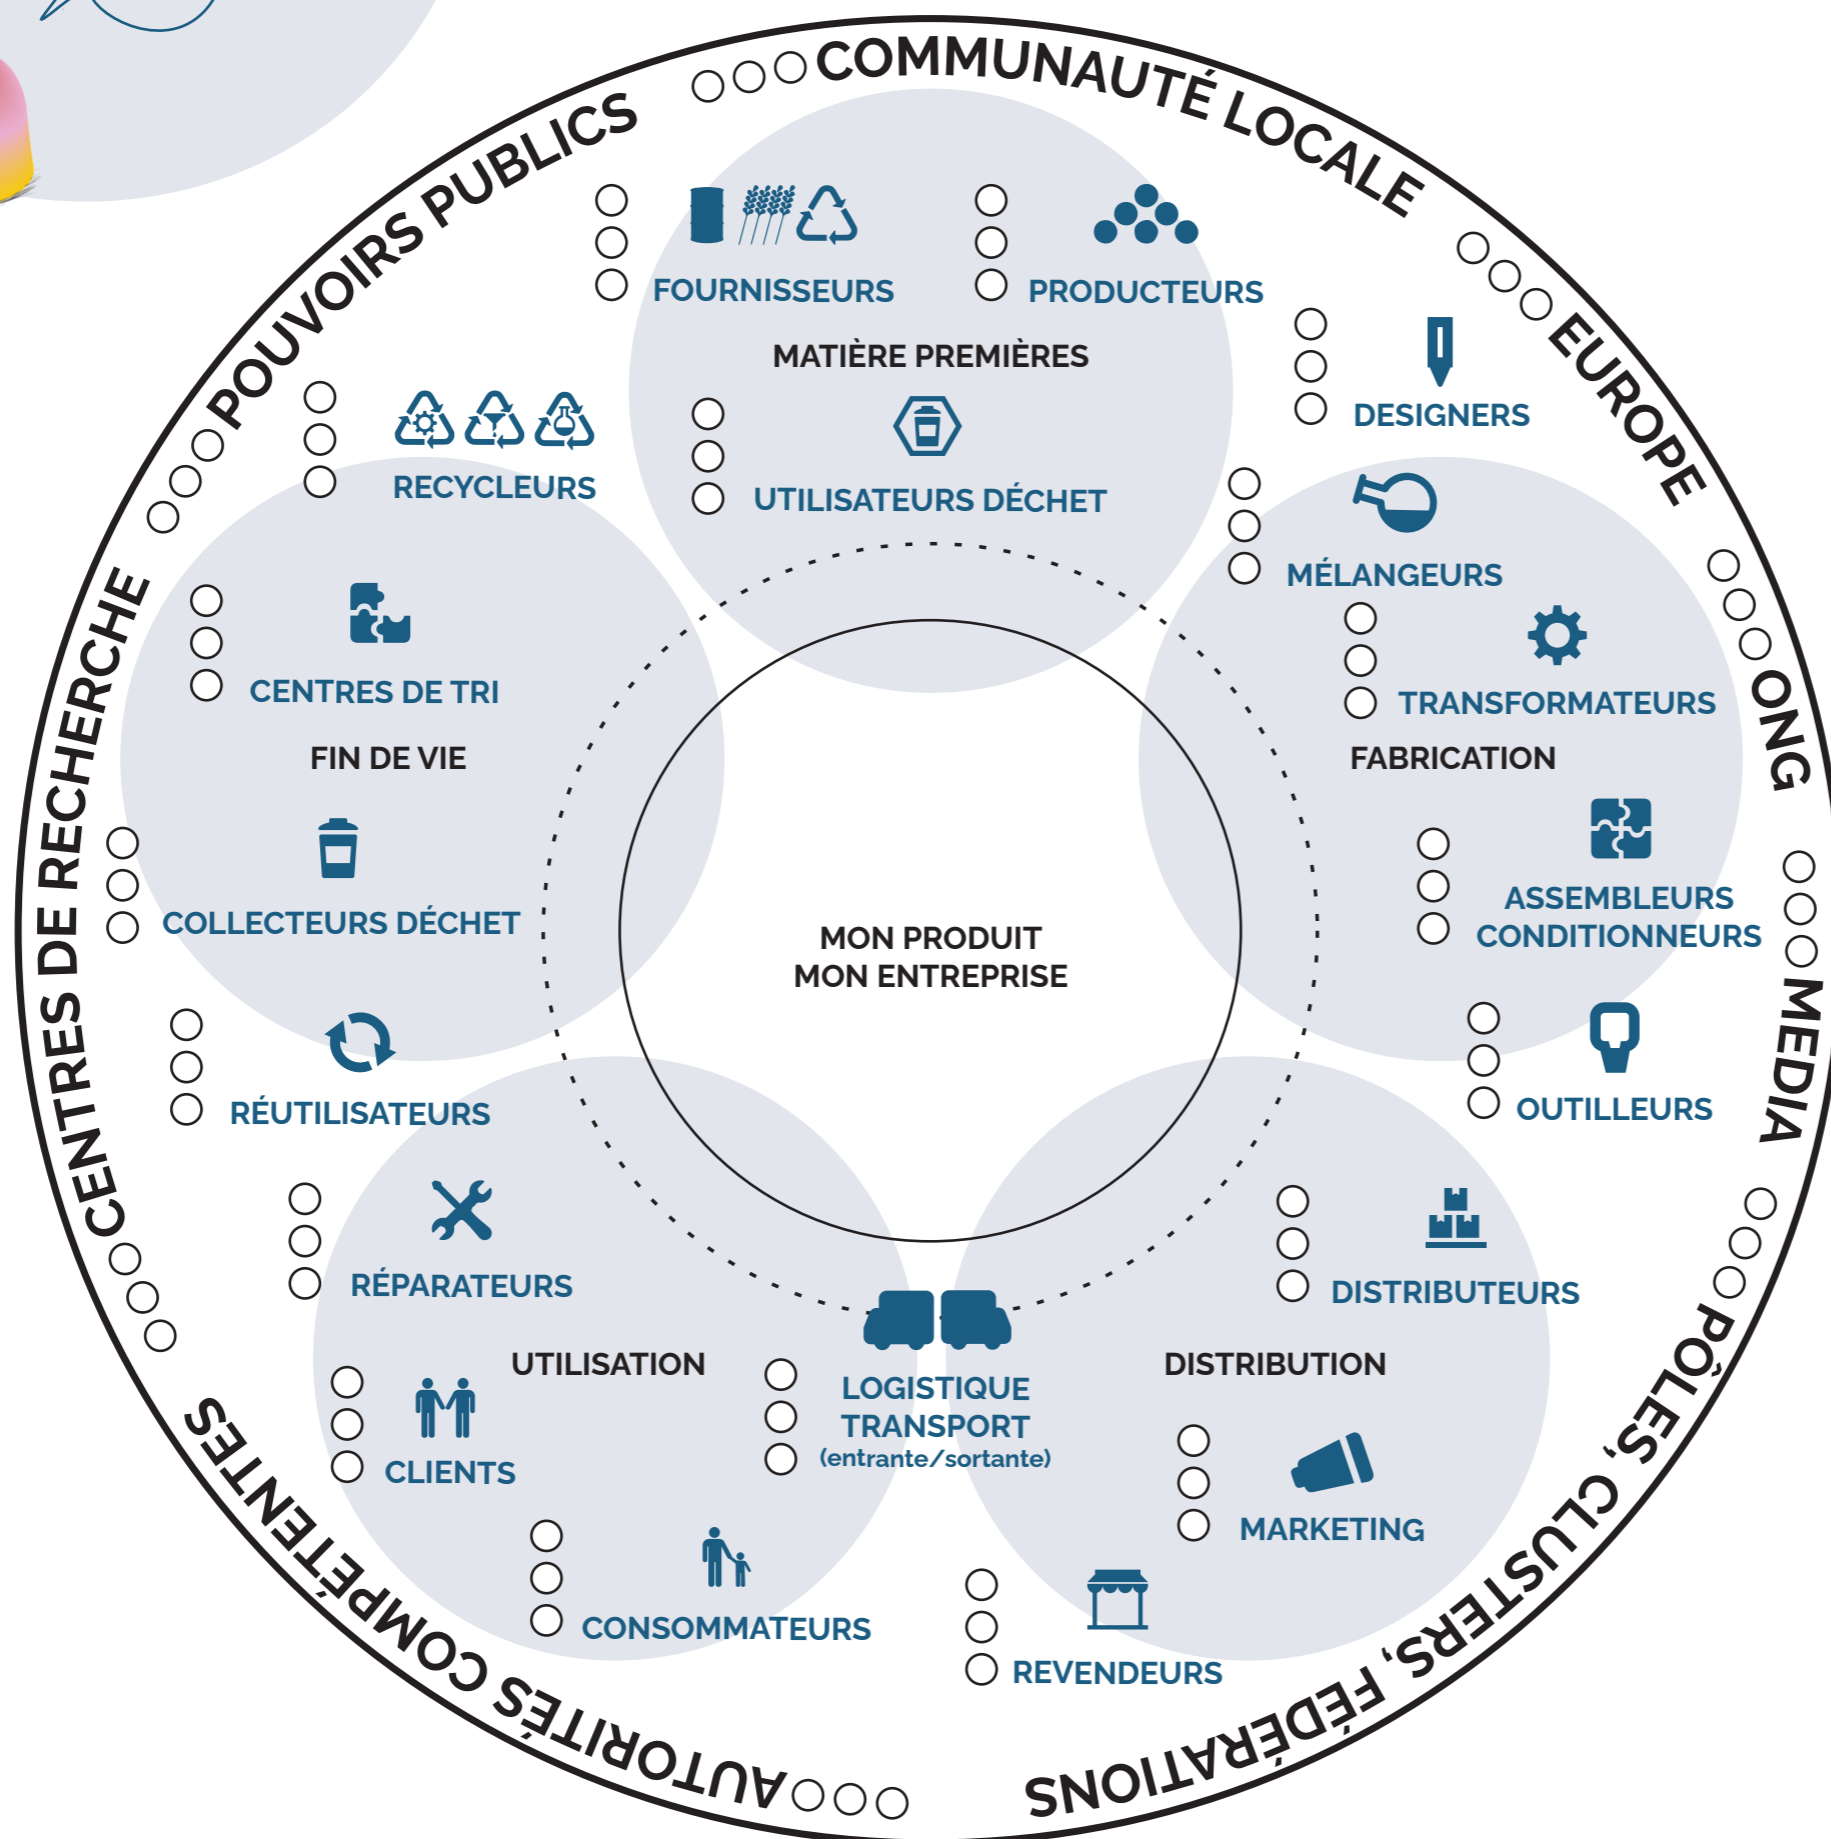 COMMUNAUTÉ LOCALE
EUROPE
ONG
MEDIA
PÔLES, CLUSTERS, FÉDÉRATIONS
AUTORITÉS COMPÉTENTES
CENTRES DE RECHERCHE
POUVOIRS PUBLICS
FOURNISSEURS
PRODUCTEURS
MATIÈRE PREMIÈRES
UTILISATEURS DÉCHET
DESIGNERS
MÉLANGEURS
TRANSFORMATEURS
FABRICATION
ASSEMBLEURS
CONDITIONNEURS
OUTILLEURS
DISTRIBUTEURS
DISTRIBUTION
MARKETING
REVENDEURS
LOGISTIQUE
TRANSPORT
(entrante/sortante)
CONSOMMATEURS
CLIENTS
UTILISATION
RÉPARATEURS
RÉUTILISATEURS
COLLECTEURS DÉCHET
FIN DE VIE
CENTRES DE TRI
RECYCLEURS
MON PRODUIT
MON ENTREPRISE